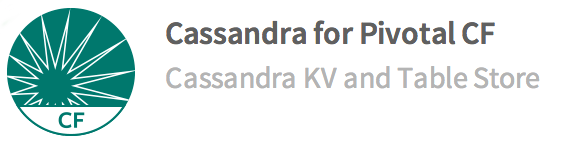 Cassandra for Pivotal CF
Cassandra KV and Table Store
CF